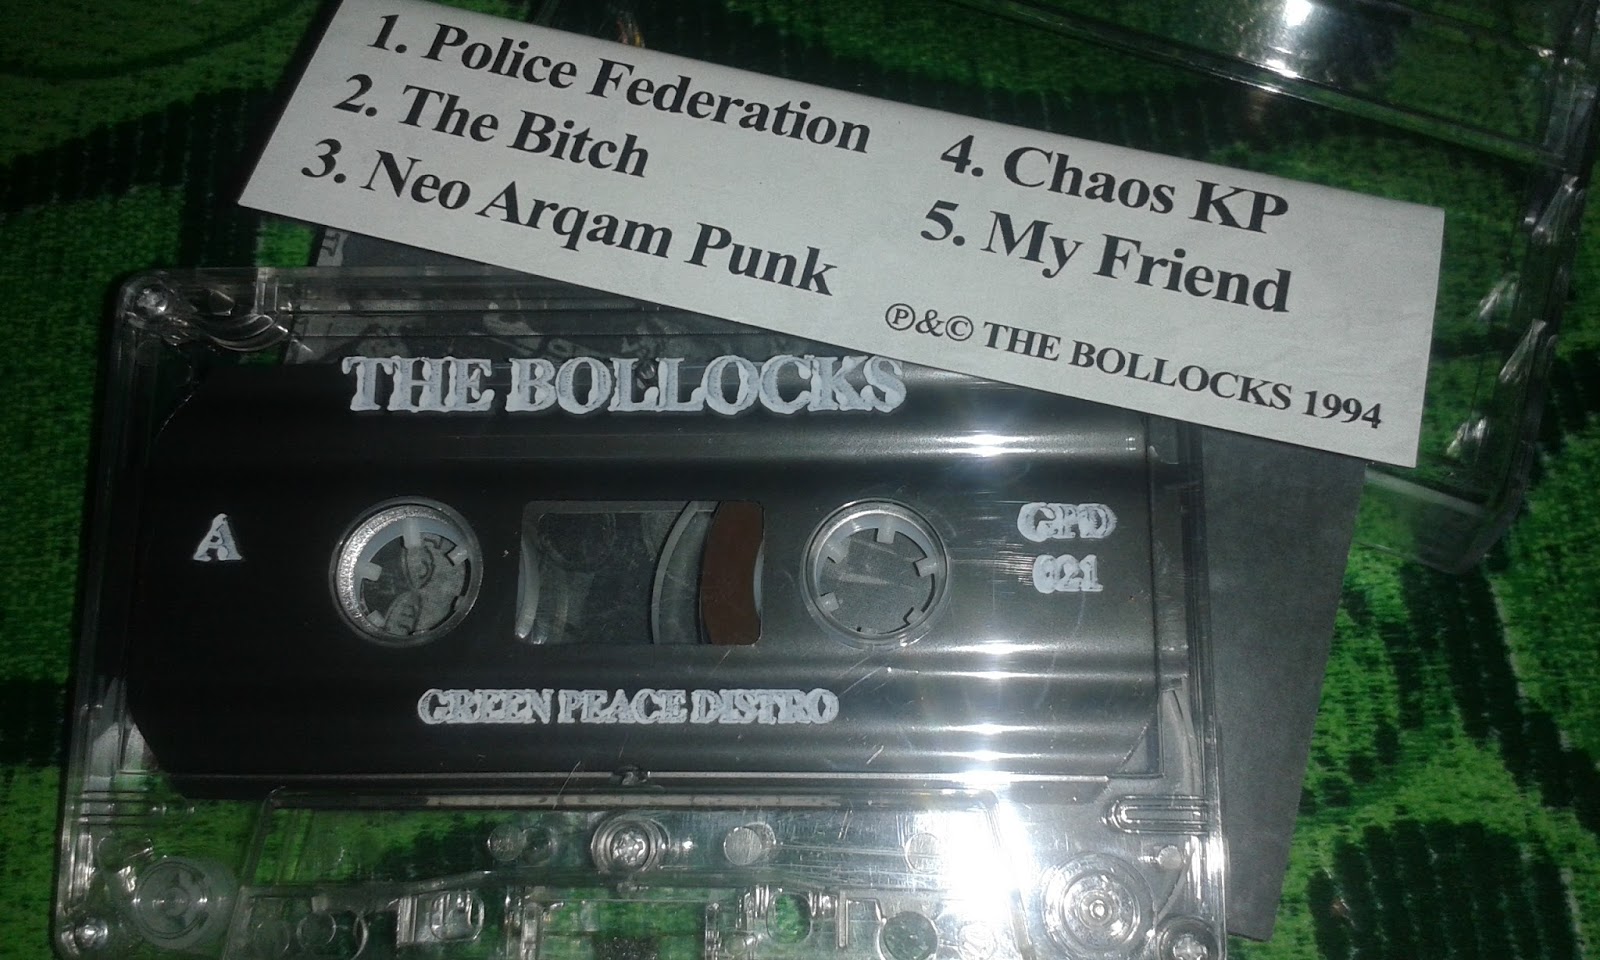 1. Police Federation
2. The Bitch
3. Neo Arqam Punk
4. Chaos KP
5. My Friend
℗&© THE BOLLOCKS 1994
THE BOLLOCKS
A
GPD
021
GREEN PEACE DISTRO